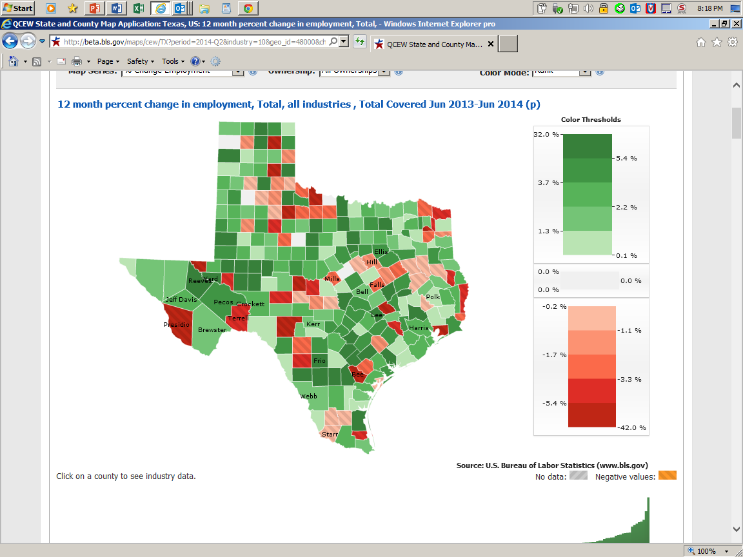 Start
8:18 PM
QCEW State and County Map Application: Texas, US: 12 month percent change in employment, Total, - Windows Internet Explorer pro
http://beta.bls.gov/maps/cew/TX?period=2014-Q2&industry=10&geo_id=48000&ch
QCEW State and County Ma...
Page Safety Tools
Map Series: % Change Employment Ownership: All Ownerships Color Mode: Rank
12 month percent change in employment, Total, all industries , Total Covered Jun 2013-Jun 2014 (p)
Color Thresholds
32.0 %
5.4 %
3.7 %
2.2 %
1.3 %
0.1 %
0.0 %
0.0 %
0.0 %
-0.2 %
-1.1 %
-1.7 %
-3.3 %
-5.4 %
-42.0 %
Ellis
Hill
Mills
Falls
Reeves
Ward
Bell
Polk
Jeff Davis
Pecos
Crockett
Lee
Presidio
Terrell
Kerr
Harris
Brewster
Frio
Bee
Webb
Starr
Source: U.S. Bureau of Labor Statistics (www.bls.gov)
Click on a county to see industry data.
No data: Negative values:
100%